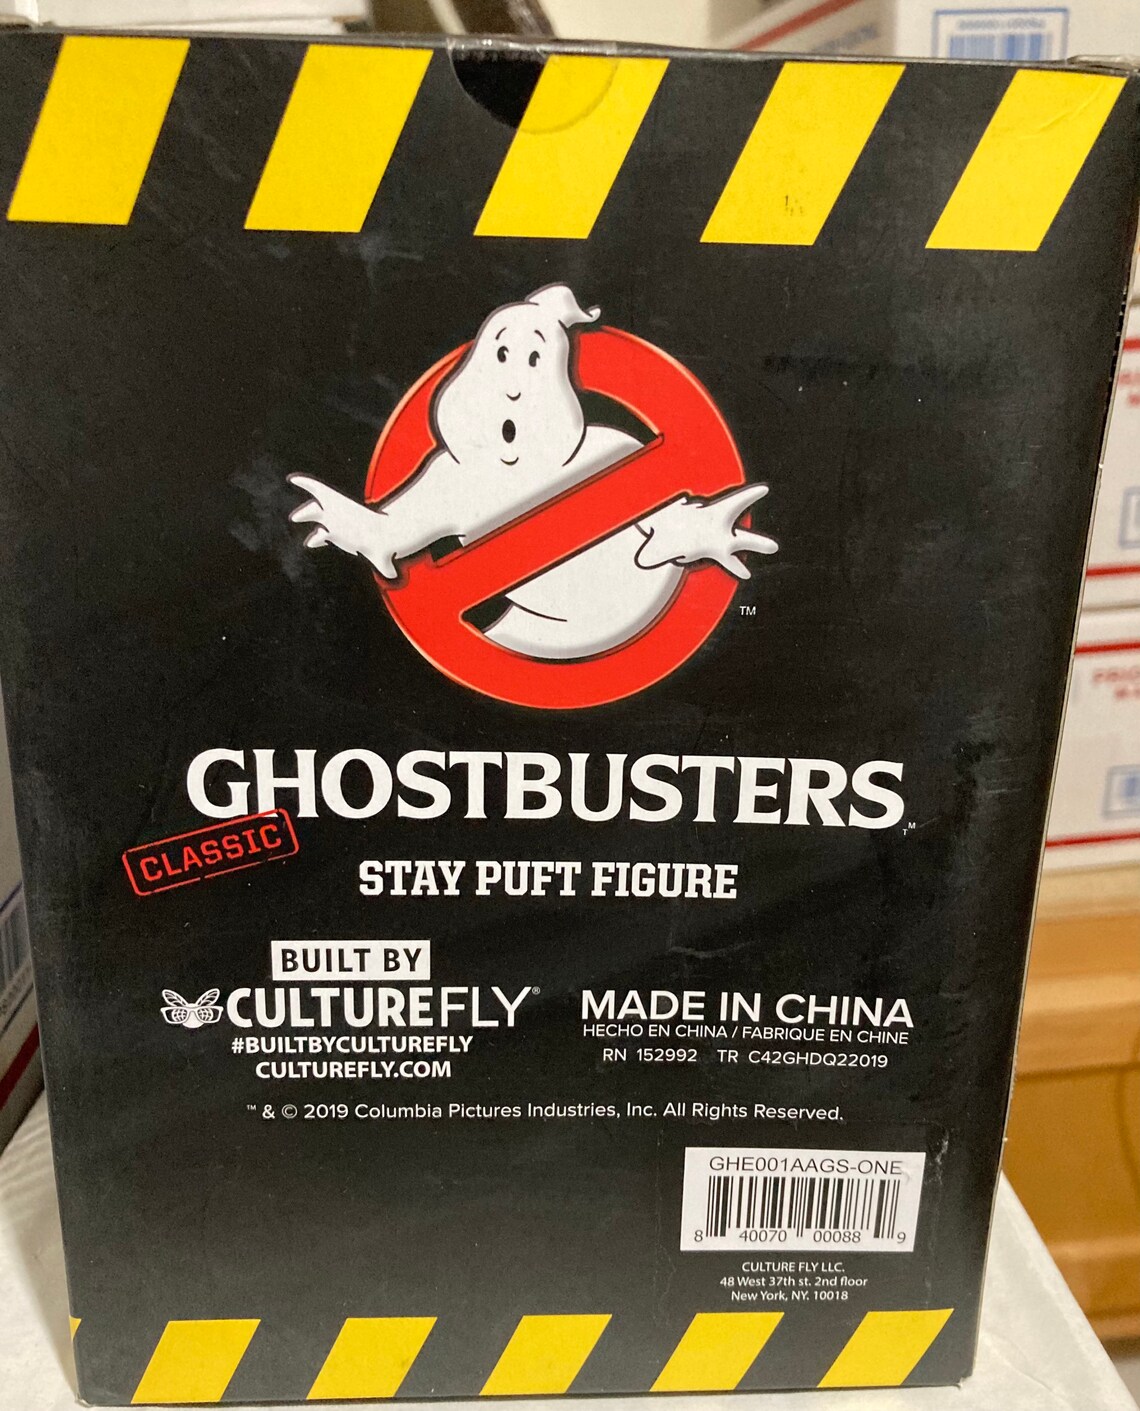 TM
GHOSTBUSTERS
TM
CLASSIC
STAY PUFT FIGURE
BUILT BY
CULTUREFLY®
#BUILTBYCULTUREFLY
CULTUREFLY.COM
MADE IN CHINA
HECHO EN CHINA / FABRIQUE EN CHINE
RN 152992 TR C42GHDQ22019
™ & © 2019 Columbia Pictures Industries, Inc. All Rights Reserved.
GHE001AAGS-ONE
8 40070 00088 9
CULTURE FLY LLC.
48 West 37th st. 2nd floor
New York, NY. 10018